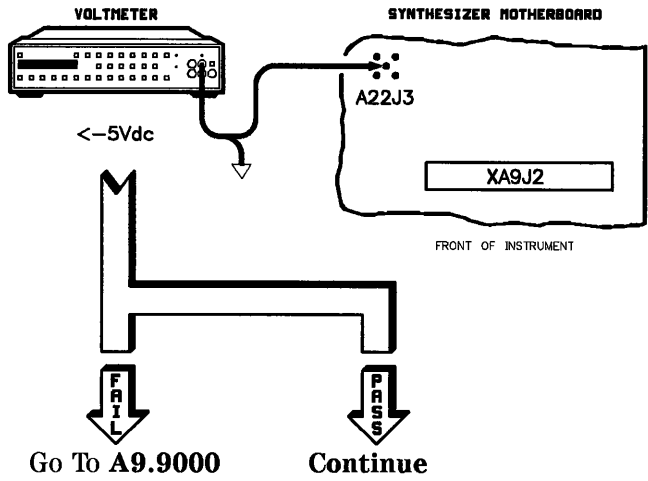 VOLTMETER
SYNTHESIZER MOTHERBOARD
A22J3
<-5Vdc
XA9J2
FRONT OF INSTRUMENT
FAIL
PASS
Go To A9.9000
Continue